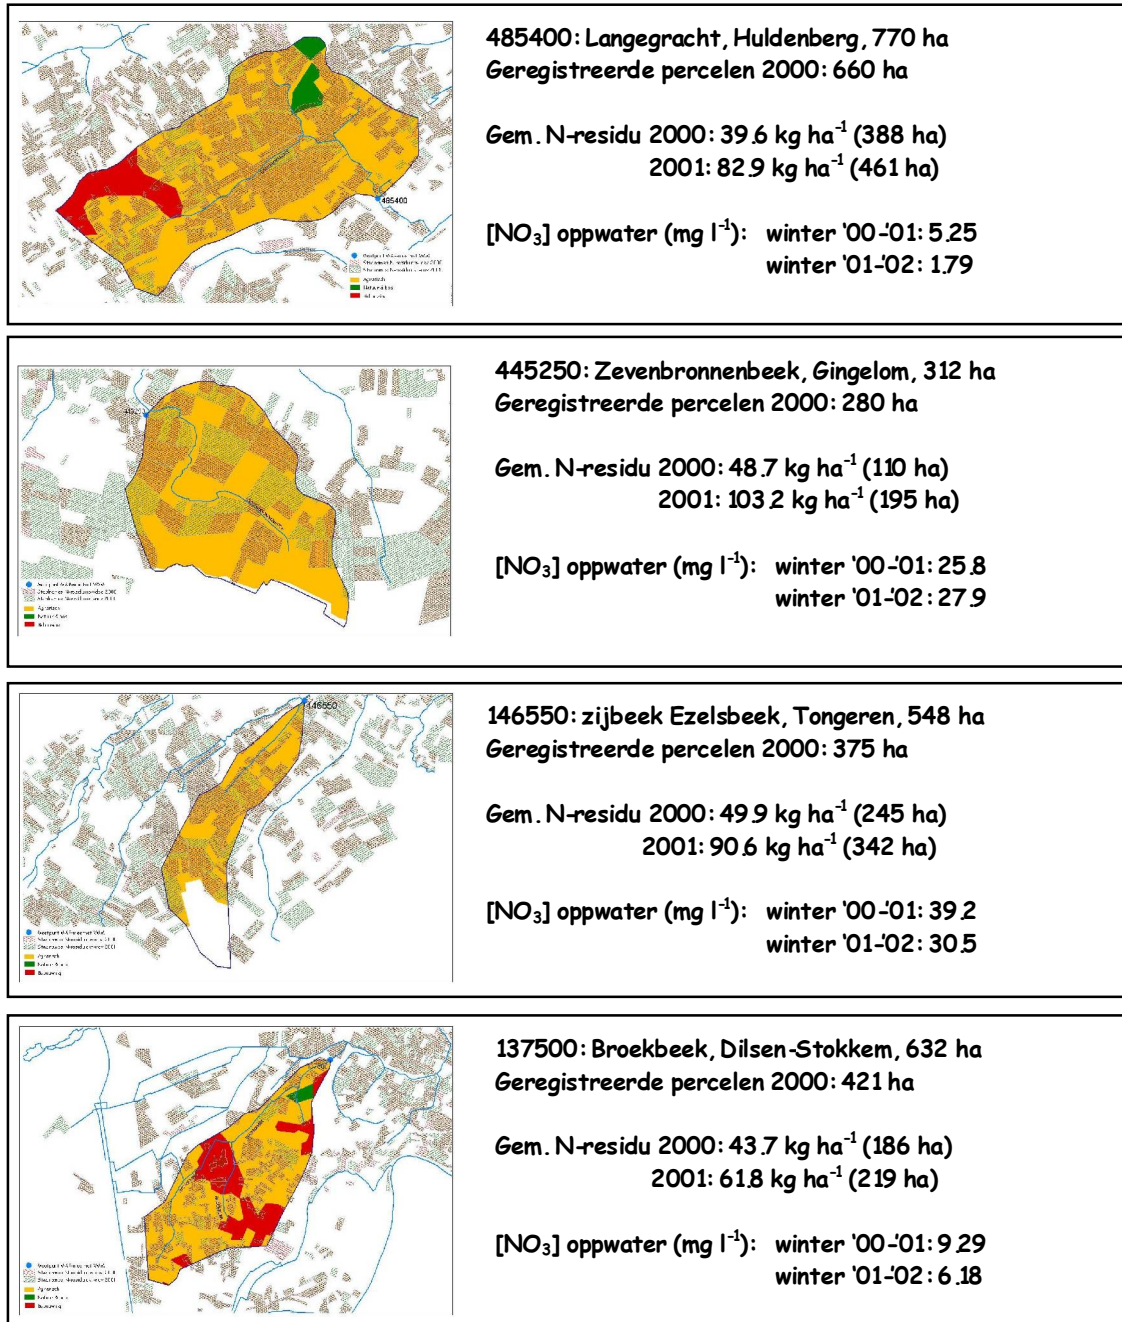 485400: Langegracht, Huldenberg, 770 ha
Geregistreerde percelen 2000: 660 ha
Gem. N-residu 2000: 39.6 kg ha⁻¹ (388 ha)
2001: 82.9 kg ha⁻¹ (461 ha)
[NO₃] oppwater (mg l⁻¹): winter '00-'01: 5.25
winter '01-'02: 1.79
485400
Agrarisch
445250: Zevenbronnenbeek, Gingelom, 312 ha
Geregistreerde percelen 2000: 280 ha
Gem. N-residu 2000: 48.7 kg ha⁻¹ (110 ha)
2001: 103.2 kg ha⁻¹ (195 ha)
[NO₃] oppwater (mg l⁻¹): winter '00-'01: 25.8
winter '01-'02: 27.9
Agrarisch
146550: zijbeek Ezelsbeek, Tongeren, 548 ha
Geregistreerde percelen 2000: 375 ha
Gem. N-residu 2000: 49.9 kg ha⁻¹ (245 ha)
2001: 90.6 kg ha⁻¹ (342 ha)
[NO₃] oppwater (mg l⁻¹): winter '00-'01: 39.2
winter '01-'02: 30.5
146550
Agrarisch
137500: Broekbeek, Dilsen-Stokkem, 632 ha
Geregistreerde percelen 2000: 421 ha
Gem. N-residu 2000: 43.7 kg ha⁻¹ (186 ha)
2001: 61.8 kg ha⁻¹ (219 ha)
[NO₃] oppwater (mg l⁻¹): winter '00-'01: 9.29
winter '01-'02: 6.18
Agrarisch